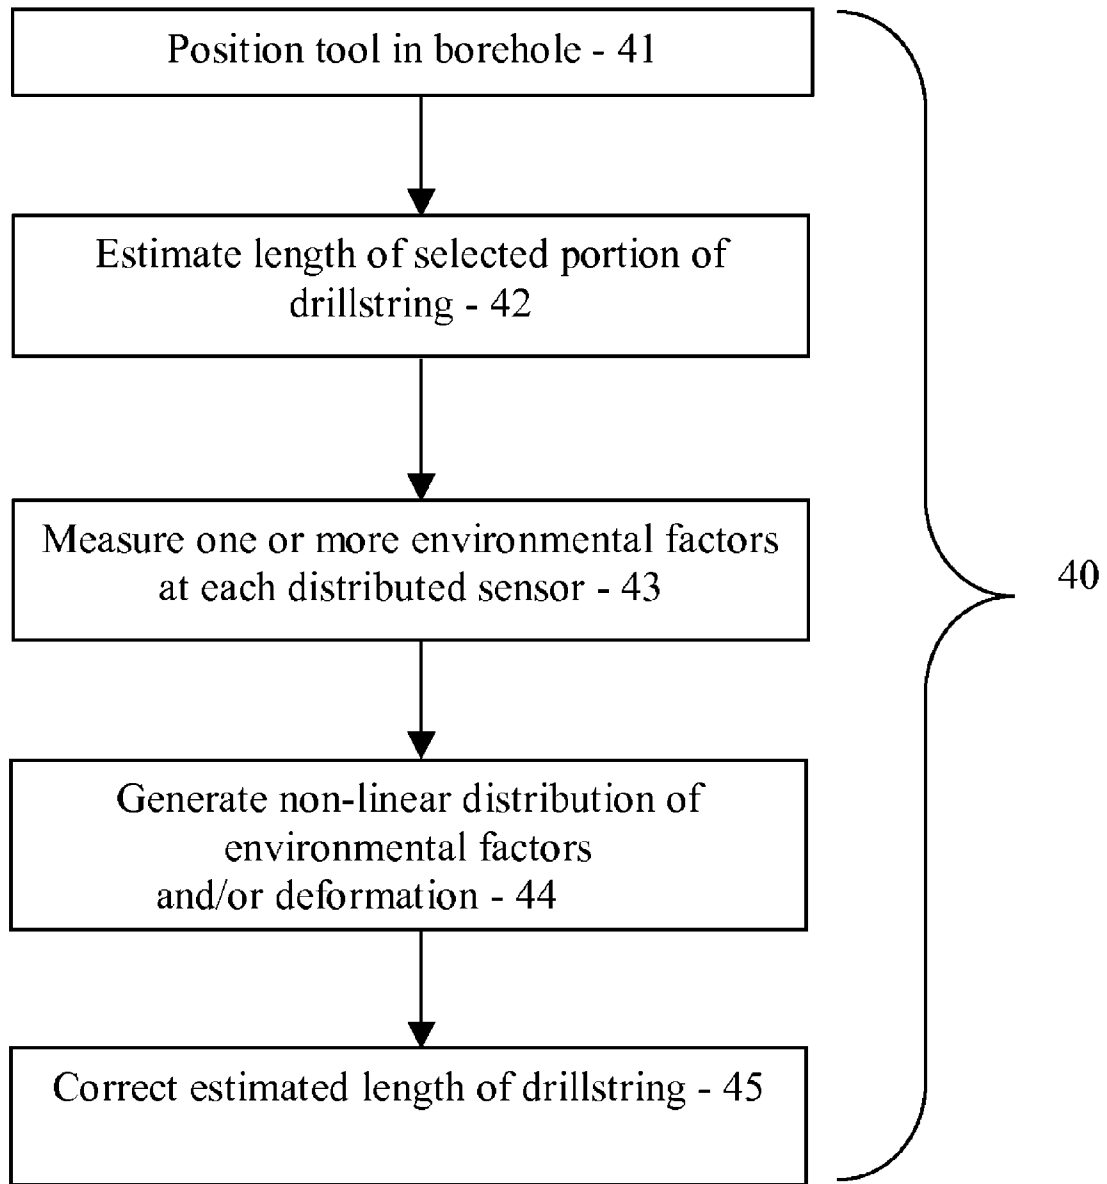 Position tool in borehole - 41
Estimate length of selected portion of
drillstring - 42
Measure one or more environmental factors
at each distributed sensor - 43
Generate non-linear distribution of
environmental factors
and/or deformation - 44
Correct estimated length of drillstring - 45
40